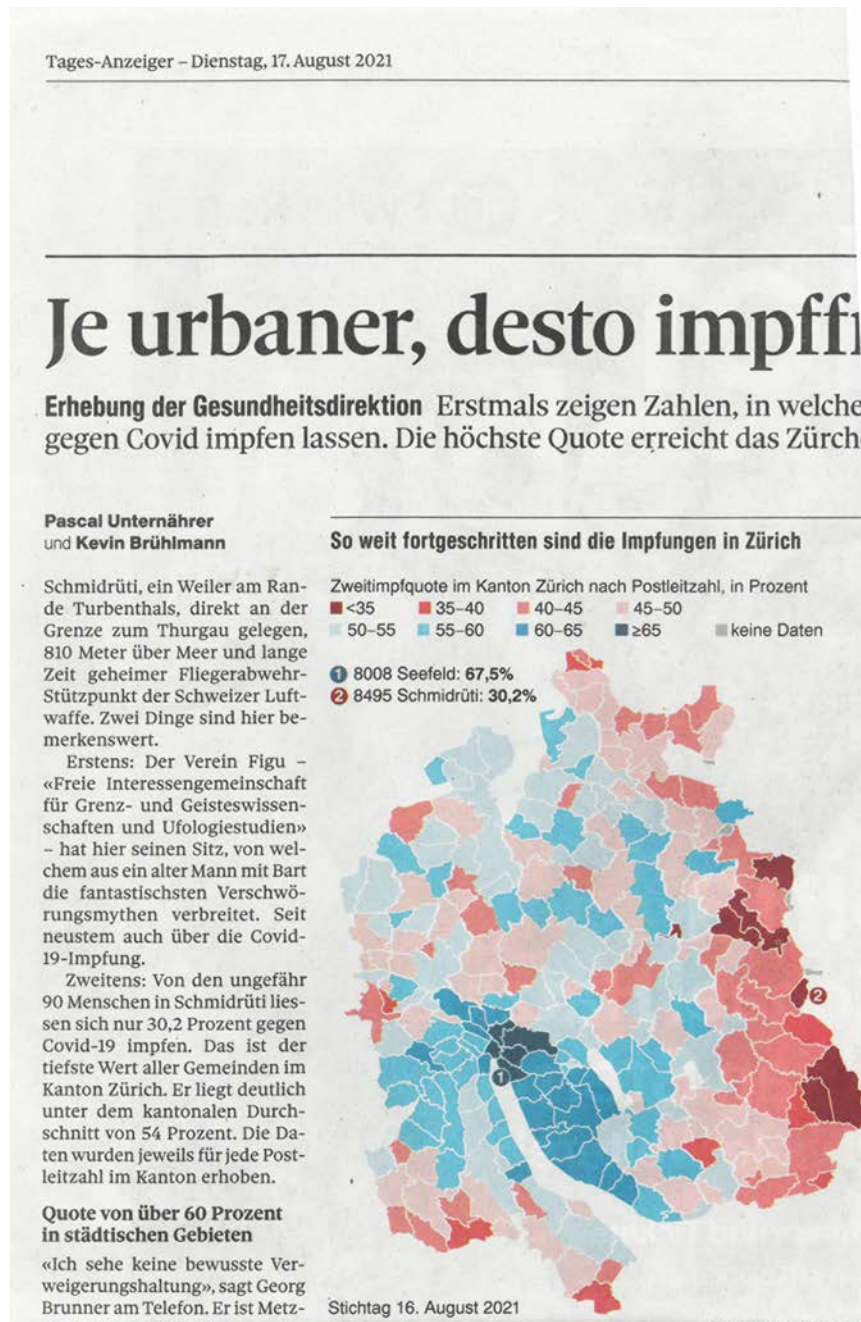 Tages-Anzeiger – Dienstag, 17. August 2021
Je urbaner, desto impffr
Erhebung der Gesundheitsdirektion Erstmals zeigen Zahlen, in welche
gegen Covid impfen lassen. Die höchste Quote erreicht das Zürch
Pascal Unternährer
und Kevin Brühlmann
Schmidrüti, ein Weiler am Ran-
de Turbenthals, direkt an der
Grenze zum Thurgau gelegen,
810 Meter über Meer und lange
Zeit geheimer Fliegerabwehr-
Stützpunkt der Schweizer Luft-
waffe. Zwei Dinge sind hier be-
merkenswert.
Erstens: Der Verein Figu –
«Freie Interessengemeinschaft
für Grenz- und Geisteswissen-
schaften und Ufologiestudien»
– hat hier seinen Sitz, von wel-
chem aus ein alter Mann mit Bart
die fantastischsten Verschwö-
rungsmythen verbreitet. Seit
neustem auch über die Covid-
19-Impfung.
Zweitens: Von den ungefähr
90 Menschen in Schmidrüti lies-
sen sich nur 30,2 Prozent gegen
Covid-19 impfen. Das ist der
tiefste Wert aller Gemeinden im
Kanton Zürich. Er liegt deutlich
unter dem kantonalen Durch-
schnitt von 54 Prozent. Die Da-
ten wurden jeweils für jede Post-
leitzahl im Kanton erhoben.
Quote von über 60 Prozent
in städtischen Gebieten
«Ich sehe keine bewusste Ver-
weigerungshaltung», sagt Georg
Brunner am Telefon. Er ist Metz-
So weit fortgeschritten sind die Impfungen in Zürich
Zweitimpfquote im Kanton Zürich nach Postleitzahl, in Prozent
<35 35–40 40–45 45–50
50–55 55–60 60–65 ≥65 keine Daten
1 8008 Seefeld: 67,5%
2 8495 Schmidrüti: 30,2%
2
1
Stichtag 16. August 2021